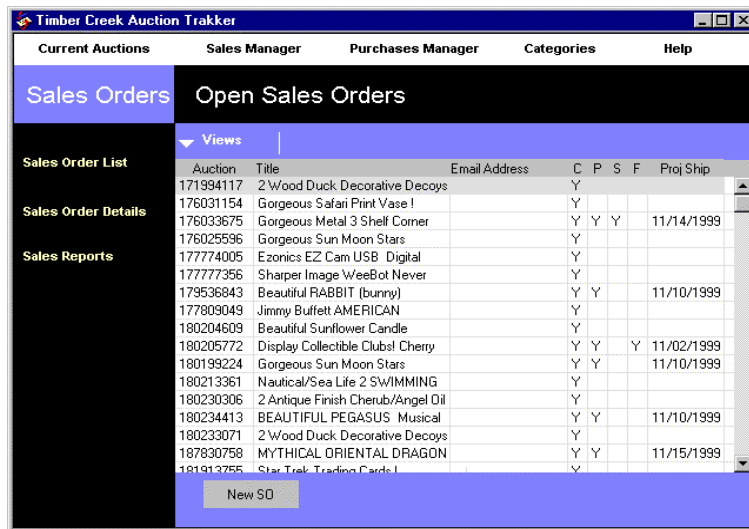 Timber Creek Auction Trakker
Current Auctions Sales Manager Purchases Manager Categories Help
Sales Orders Open Sales Orders
Views
Sales Order List
Sales Order Details
Sales Reports
Auction Title Email Address C P S F Proj Ship
171994117 2 Wood Duck Decorative Decoys Y
176031154 Gorgeous Safari Print Vase ! Y
176033675 Gorgeous Metal 3 Shelf Corner Y Y Y 11/14/1999
176025596 Gorgeous Sun Moon Stars Y
177774005 Ezonics EZ Cam USB Digital Y
177777356 Sharper Image WeeBot Never Y
179536843 Beautiful RABBIT (bunny) Y Y 11/10/1999
177809049 Jimmy Buffett AMERICAN Y
180204609 Beautiful Sunflower Candle Y
180205772 Display Collectible Clubs! Cherry Y Y Y 11/02/1999
180199224 Gorgeous Sun Moon Stars Y Y 11/10/1999
180213361 Nautical/Sea Life 2 SWIMMING Y
180230306 2 Antique Finish Cherub/Angel Oil Y
180234413 BEAUTIFUL PEGASUS Musical Y Y 11/10/1999
180233071 2 Wood Duck Decorative Decoys Y
187830758 MYTHICAL ORIENTAL DRAGON Y Y 11/15/1999
181913755 Star Trek Trading Cards ! Y
New SO